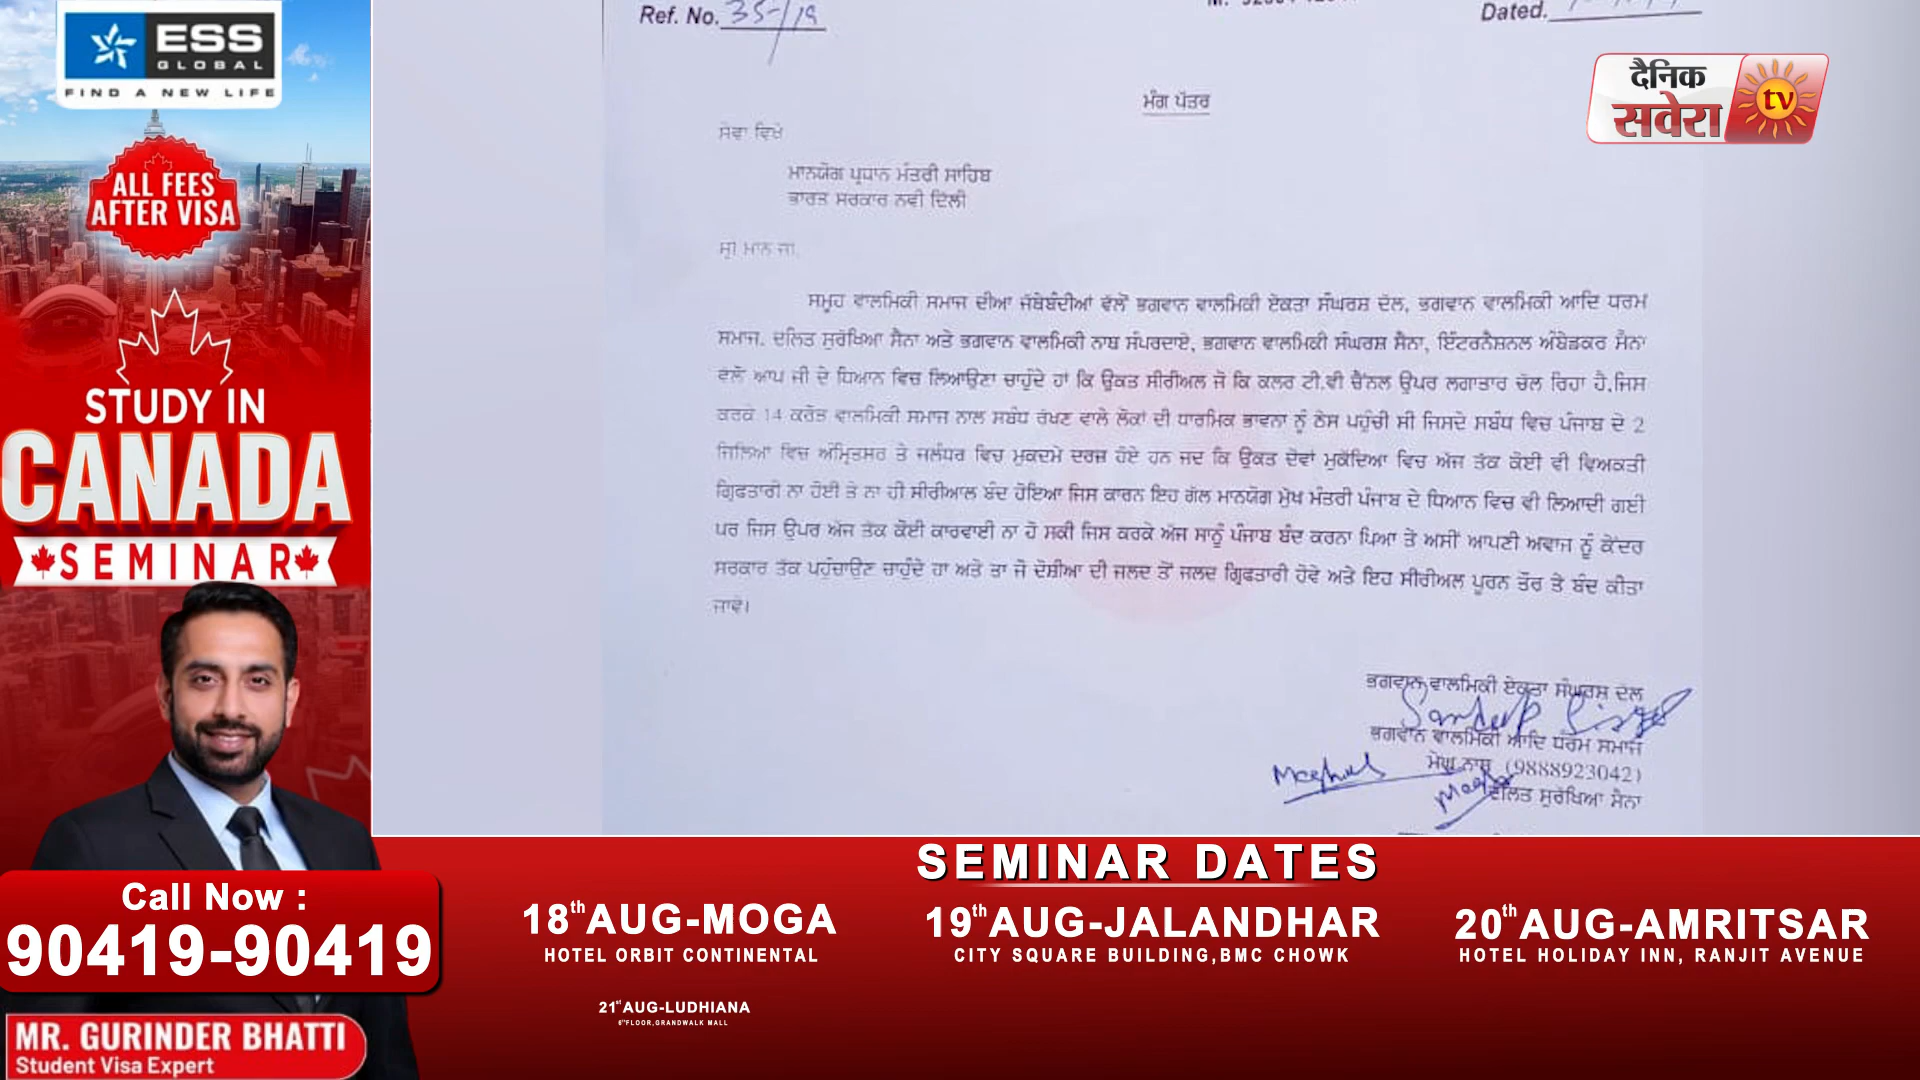 ESS
GLOBAL
FIND A NEW LIFE
ALL FEES
AFTER VISA
STUDY IN
CANADA
SEMINAR
Call Now :
90419-90419
MR. GURINDER BHATTI
Student Visa Expert
Ref. No. 35/19
Dated.
दैनिक
सवेरा
tv
ਮੰਗ ਪੱਤਰ
ਸੇਵਾ ਵਿਖੇ
ਮਾਨਯੋਗ ਪ੍ਰਧਾਨ ਮੰਤਰੀ ਸਾਹਿਬ
ਭਾਰਤ ਸਰਕਾਰ ਨਵੀ ਦਿੱਲੀ
ਸ੍ਰੀ ਮਾਨ ਜੀ,
ਸਮੂਹ ਵਾਲਮਿਕੀ ਸਮਾਜ ਦੀਆ ਜੱਥੇਬੰਦੀਆਂ ਵੱਲੋਂ ਭਗਵਾਨ ਵਾਲਮਿਕੀ ਏਕਤਾ ਸੰਘਰਸ਼ ਦੱਲ, ਭਗਵਾਨ ਵਾਲਮਿਕੀ ਆਦਿ ਧਰਮ
ਸਮਾਜ. ਦਲਿਤ ਸੁਰੱਖਿਆ ਸੈਨਾ ਅਤੇ ਭਗਵਾਨ ਵਾਲਮਿਕੀ ਨਾਥ ਸੰਪਰਦਾਏ, ਭਗਵਾਨ ਵਾਲਮਿਕੀ ਸੰਘਰਸ਼ ਸੈਨਾ, ਇੰਟਰਨੈਸ਼ਨਲ ਅੰਬੇਡਕਰ ਸੈਨਾ
ਵੱਲੋ ਆਪ ਜੀ ਦੇ ਧਿਆਨ ਵਿਚ ਲਿਆਉਣਾ ਚਾਹੁੰਦੇ ਹਾਂ ਕਿ ਉਕਤ ਸੀਰੀਅਲ ਜੋ ਕਿ ਕਲਰ ਟੀ.ਵੀ ਚੈੱਨਲ ਉਪਰ ਲਗਾਤਾਰ ਚੱਲ ਰਿਹਾ ਹੈ.ਜਿਸ
ਕਰਕੇ 14 ਕਰੋੜ ਵਾਲਮਿਕੀ ਸਮਾਜ ਨਾਲ ਸਬੰਧ ਰੱਖਣ ਵਾਲੇ ਲੋਕਾਂ ਦੀ ਧਾਰਮਿਕ ਭਾਵਨਾ ਨੂੰ ਠੇਸ ਪਹੁੰਚੀ ਸੀ ਜਿਸਦੇ ਸਬੰਧ ਵਿਚ ਪੰਜਾਬ ਦੇ 2
ਜਿਲਿਆ ਵਿਚ ਅੰਮ੍ਰਿਤਸਰ ਤੇ ਜਲੰਧਰ ਵਿਚ ਮੁਕਦਮੇ ਦਰਜ਼ ਹੋਏ ਹਨ ਜਦ ਕਿ ਉਕਤ ਦੋਵਾਂ ਮੁਕੱਦਿਆ ਵਿਚ ਅੱਜ ਤੱਕ ਕੋਈ ਵੀ ਵਿਅਕਤੀ
ਗ੍ਰਿਫਤਾਰੀ ਨਾ ਹੋਈ ਤੇ ਨਾ ਹੀ ਸੀਰੀਆਲ ਬੰਦ ਹੋਇਆ ਜਿਸ ਕਾਰਨ ਇਹ ਗੱਲ ਮਾਨਯੋਗ ਮੁੱਖ ਮੰਤਰੀ ਪੰਜਾਬ ਦੇ ਧਿਆਨ ਵਿਚ ਵੀ ਲਿਆਦੀ ਗਈ
ਪਰ ਜਿਸ ਉਪਰ ਅੱਜ ਤੱਕ ਕੋਈ ਕਾਰਵਾਈ ਨਾ ਹੋ ਸਕੀ ਜਿਸ ਕਰਕੇ ਅੱਜ ਸਾਨੂੰ ਪੰਜਾਬ ਬੰਦ ਕਰਨਾ ਪਿਆ ਤੇ ਅਸੀਂ ਆਪਣੀ ਅਵਾਜ ਨੂੰ ਕੇਂਦਰ
ਸਰਕਾਰ ਤੱਕ ਪਹੁੰਚਾਉਣ ਚਾਹੁੰਦੇ ਹਾ ਅਤੇ ਤਾ ਜੋ ਦੋਸ਼ੀਆ ਦੀ ਜਲਦ ਤੋਂ ਜਲਦ ਗ੍ਰਿਫਤਾਰੀ ਹੋਵੇ ਅਤੇ ਇਹ ਸੀਰੀਅਲ ਪੂਰਨ ਤੌਰ ਤੇ ਬੰਦ ਕੀਤਾ
ਜਾਵੇ।
ਭਗਵਾਨ ਵਾਲਮਿਕੀ ਏਕਤਾ ਸੰਘਰਸ਼ ਦੱਲ
ਭਗਵਾਨ ਵਾਲਮਿਕੀ ਆਦਿ ਧਰਮ ਸਮਾਜ
ਮੇਘ ਨਾਥ (9888923042)
ਦਲਿਤ ਸੁਰੱਖਿਆ ਸੈਨਾ
SEMINAR DATES
18th AUG-MOGA
HOTEL ORBIT CONTINENTAL
19th AUG-JALANDHAR
CITY SQUARE BUILDING,BMC CHOWK
20th AUG-AMRITSAR
HOTEL HOLIDAY INN, RANJIT AVENUE
21st AUG-LUDHIANA
6th FLOOR,GRANDWALK MALL